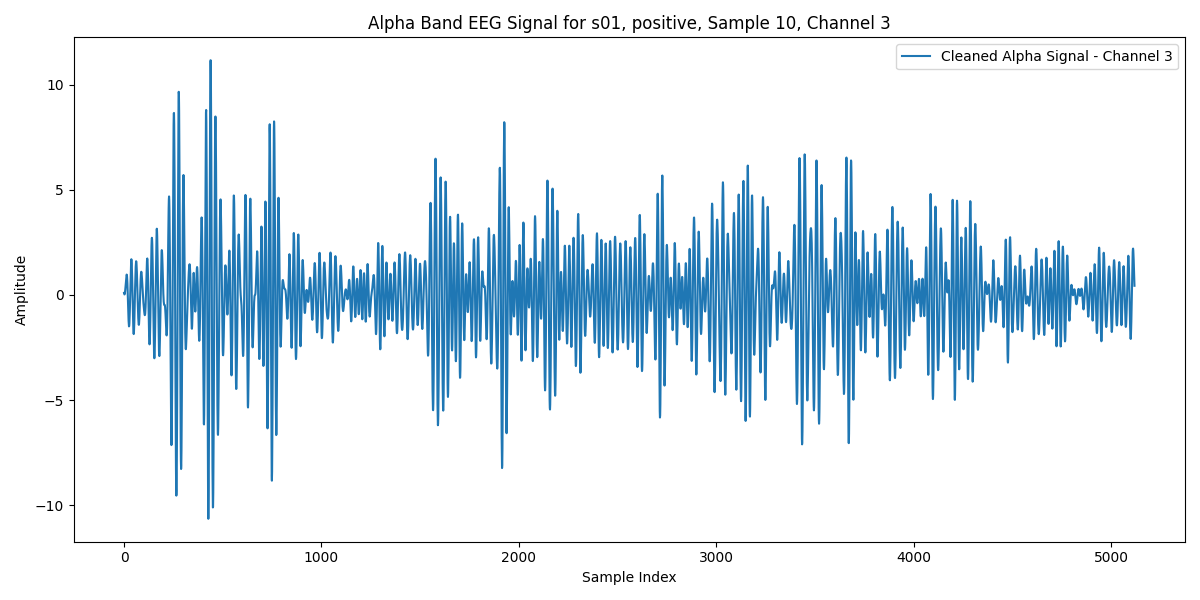 Alpha Band EEG Signal for s01, positive, Sample 10, Channel 3
Cleaned Alpha Signal - Channel 3
Amplitude
10
5
0
−5
−10
0
1000
2000
3000
4000
5000
Sample Index